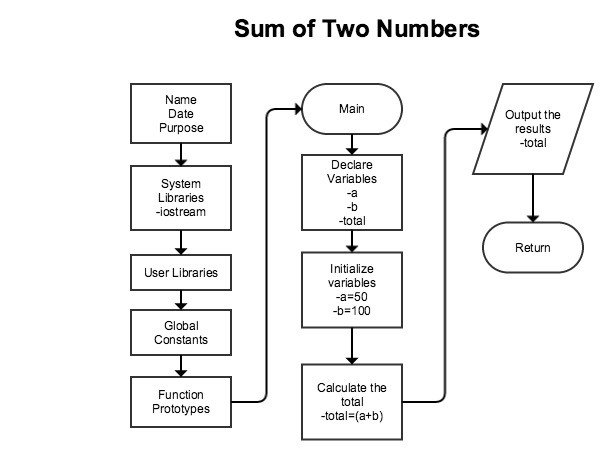 Sum of Two Numbers
Name
Date
Purpose
System
Libraries
-iostream
User Libraries
Global
Constants
Function
Prototypes
Main
Declare
Variables
-a
-b
-total
Initialize
variables
-a=50
-b=100
Calculate the
total
-total=(a+b)
Output the
results
-total
Return